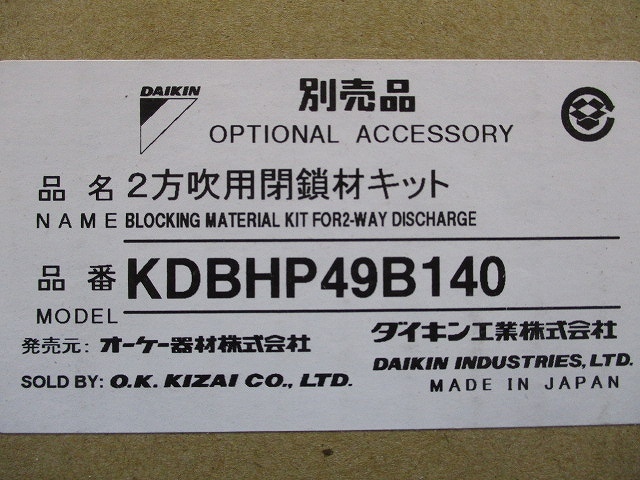 DAIKIN
別売品
OPTIONAL ACCESSORY
品名 2方吹用閉鎖材キット
NAME BLOCKING MATERIAL KIT FOR2-WAY DISCHARGE
品番 KDBHP49B140
MODEL
発売元: オーケー器材株式会社
SOLD BY: O.K. KIZAI CO., LTD.
ダイキン工業株式会社
DAIKIN INDUSTRIES, LTD.
MADE IN JAPAN